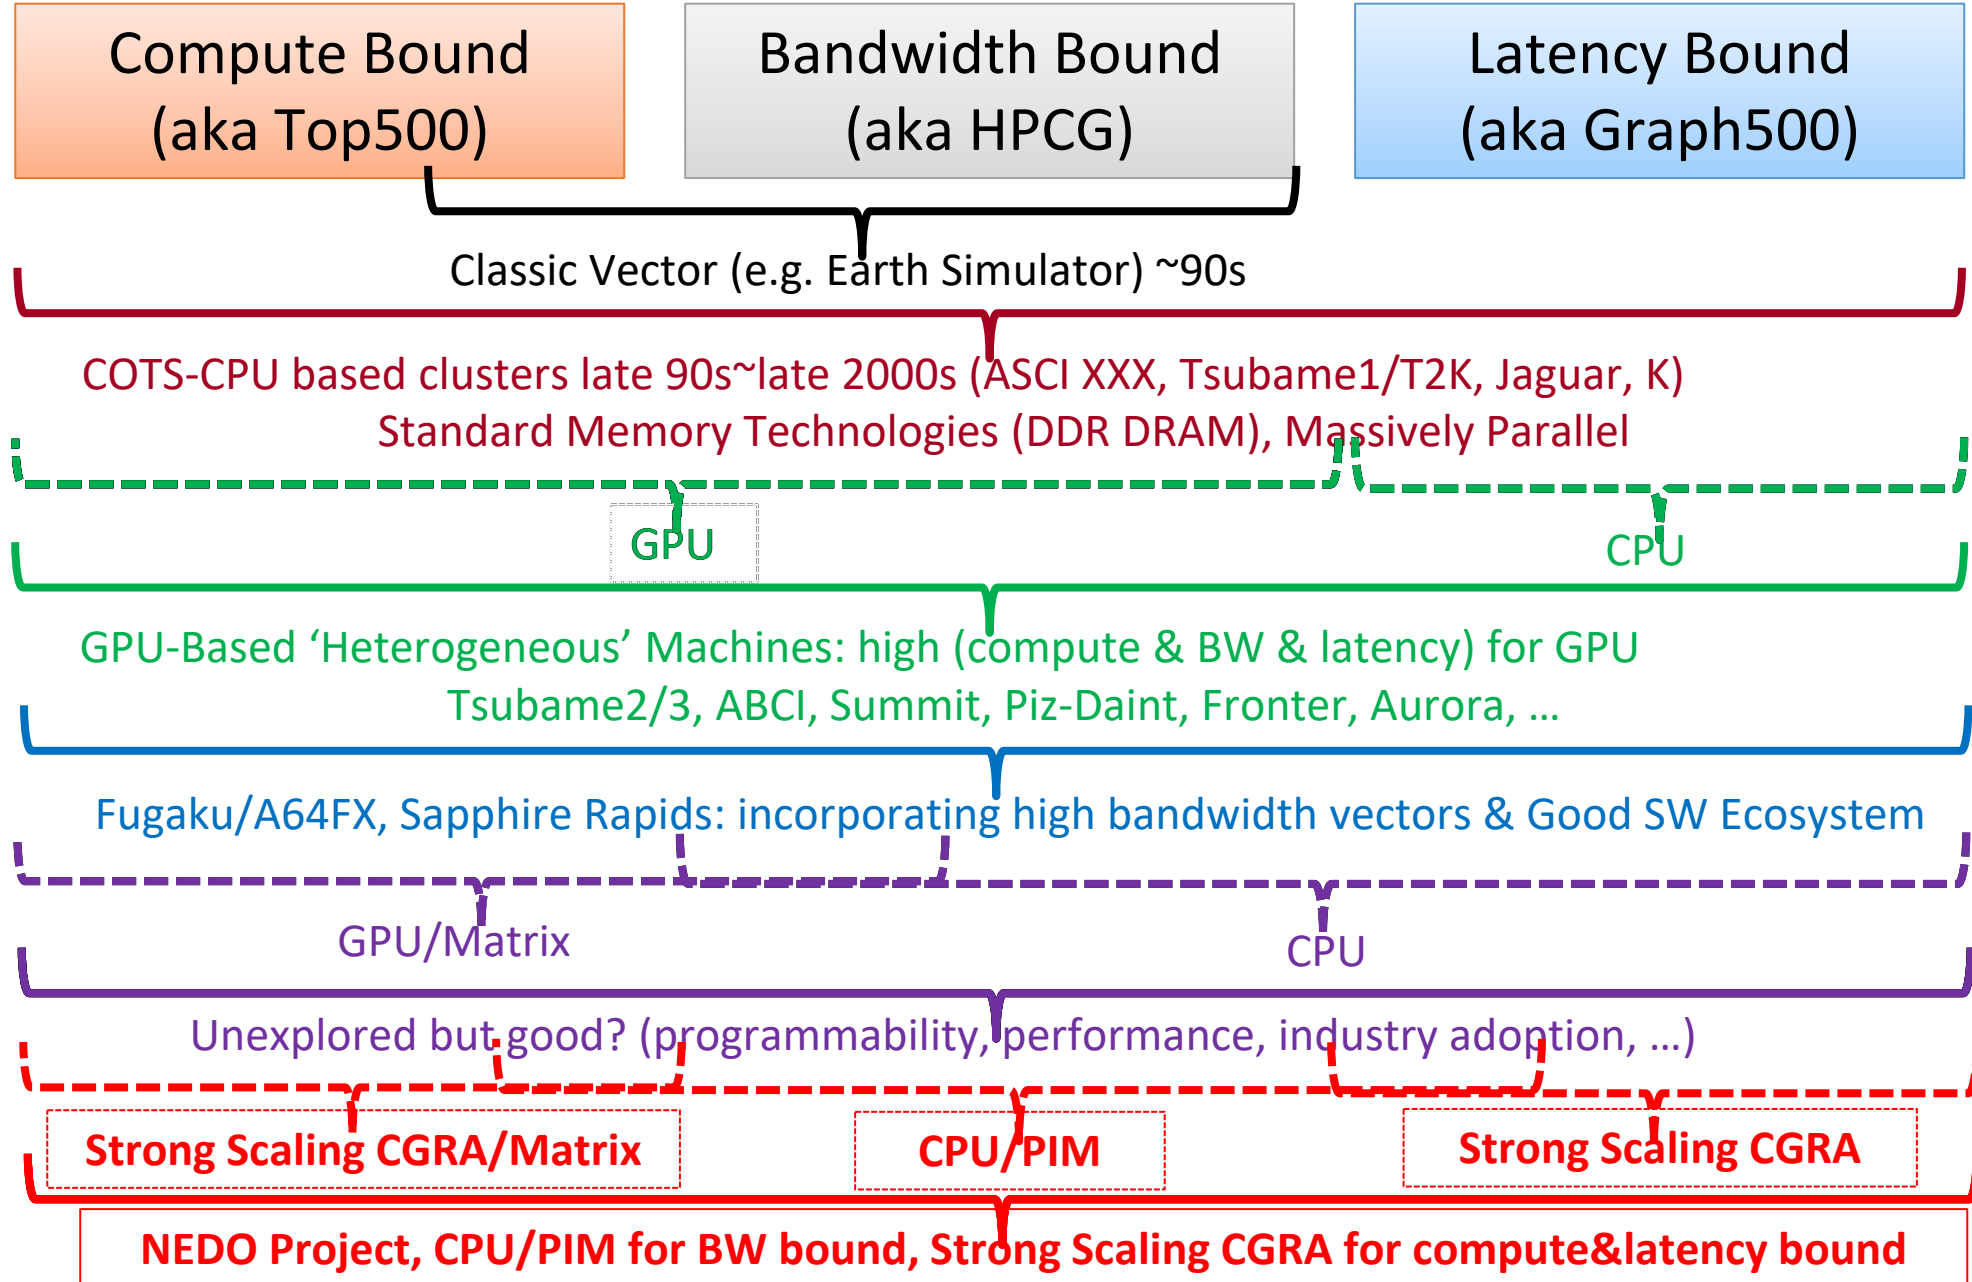 Compute Bound
(aka Top500)
Bandwidth Bound
(aka HPCG)
Latency Bound
(aka Graph500)
Classic Vector (e.g. Earth Simulator) ~90s
COTS-CPU based clusters late 90s~late 2000s (ASCI XXX, Tsubame1/T2K, Jaguar, K)
Standard Memory Technologies (DDR DRAM), Massively Parallel
GPU
CPU
GPU-Based ‘Heterogeneous’ Machines: high (compute & BW & latency) for GPU
Tsubame2/3, ABCI, Summit, Piz-Daint, Fronter, Aurora, …
Fugaku/A64FX, Sapphire Rapids: incorporating high bandwidth vectors & Good SW Ecosystem
GPU/Matrix
CPU
Unexplored but good? (programmability, performance, industry adoption, …)
Strong Scaling CGRA/Matrix
CPU/PIM
Strong Scaling CGRA
NEDO Project, CPU/PIM for BW bound, Strong Scaling CGRA for compute&latency bound